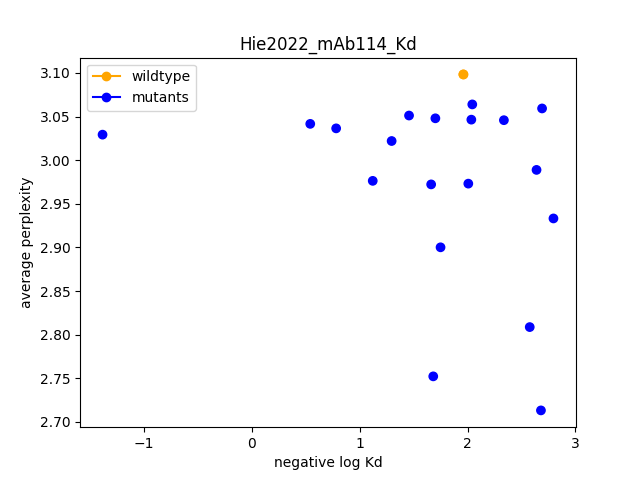 Hie2022_mAb114_Kd
wildtype
mutants
average perplexity
3.10
3.05
3.00
2.95
2.90
2.85
2.80
2.75
2.70
−1 0 1 2 3
negative log Kd